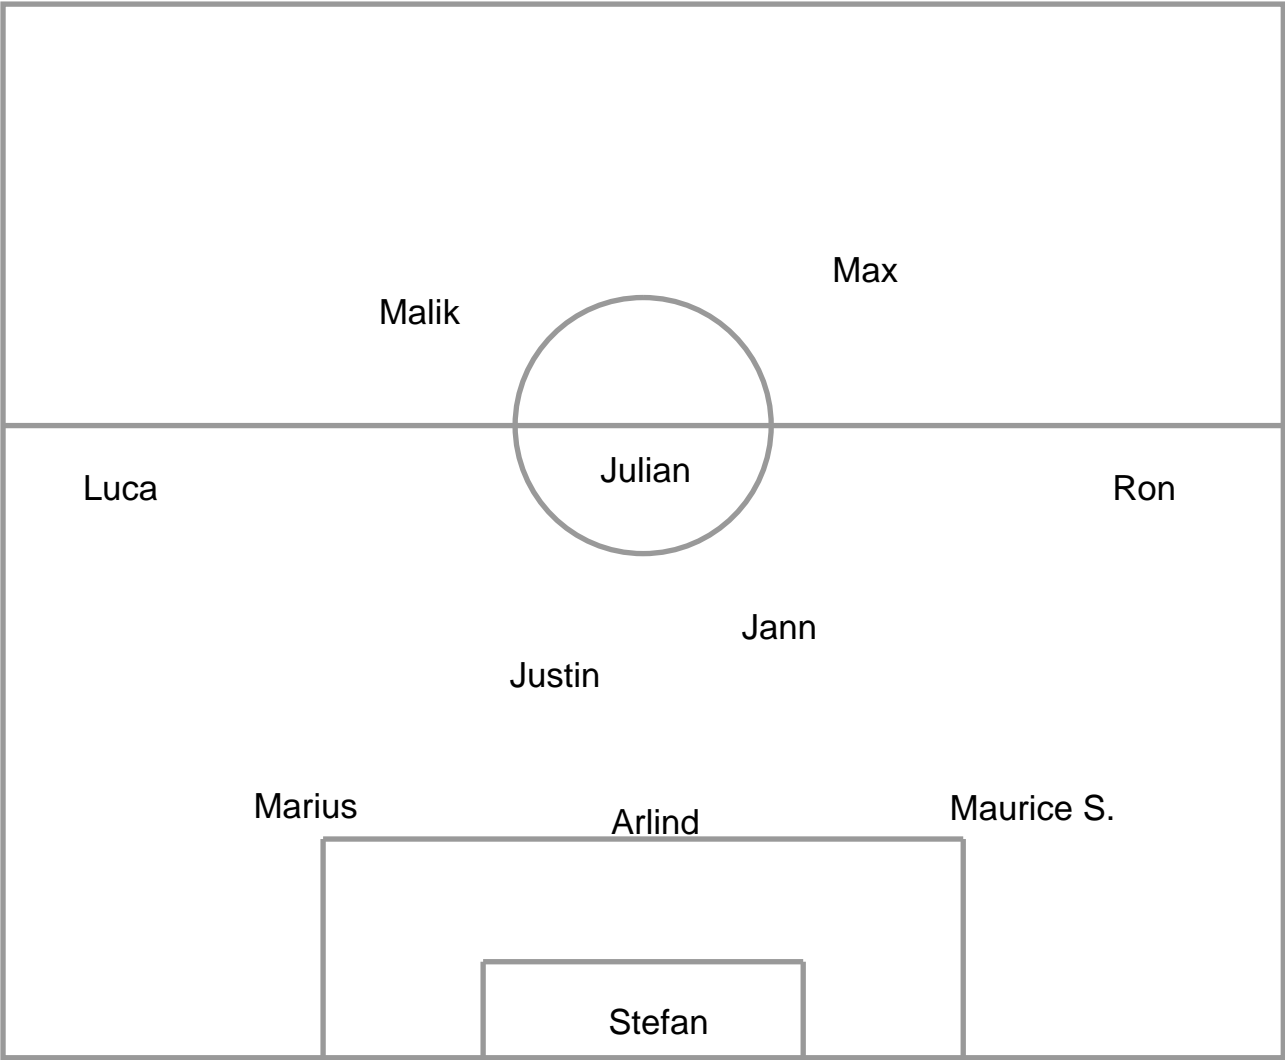 Max
Malik
Julian
Luca
Ron
Jann
Justin
Marius
Arlind
Maurice S.
Stefan